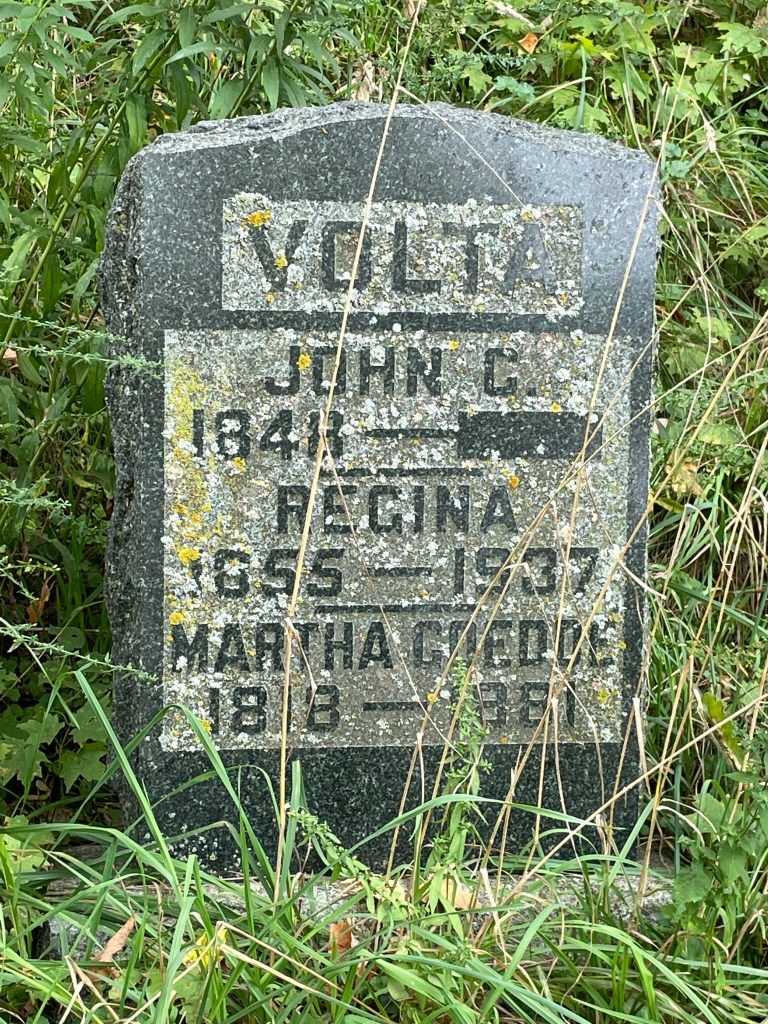 VOLTA
JOHN C.
1848 —
REGINA
1855 — 1937
MARTHA